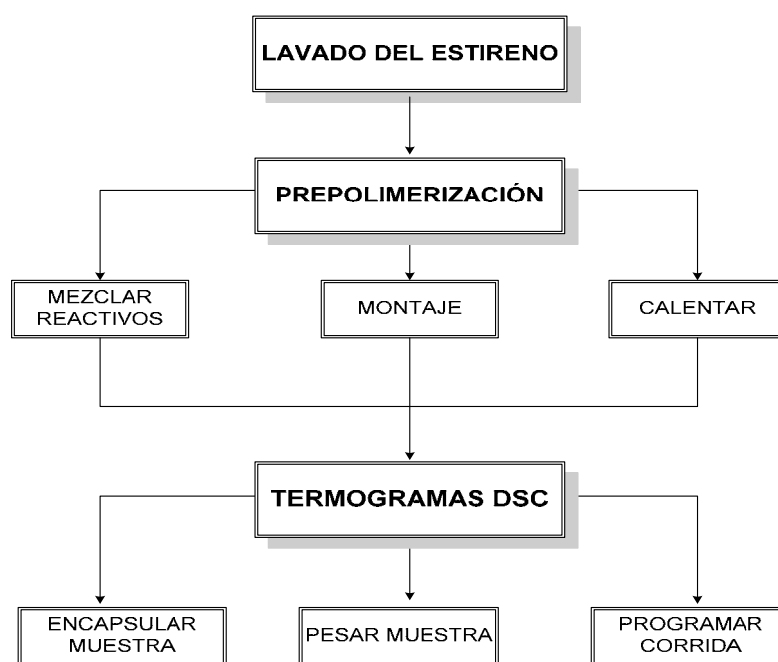 LAVADO DEL ESTIRENO
PREPOLIMERIZACIÓN
MEZCLAR
REACTIVOS
MONTAJE
CALENTAR
TERMOGRAMAS DSC
ENCAPSULAR
MUESTRA
PESAR MUESTRA
PROGRAMAR
CORRIDA